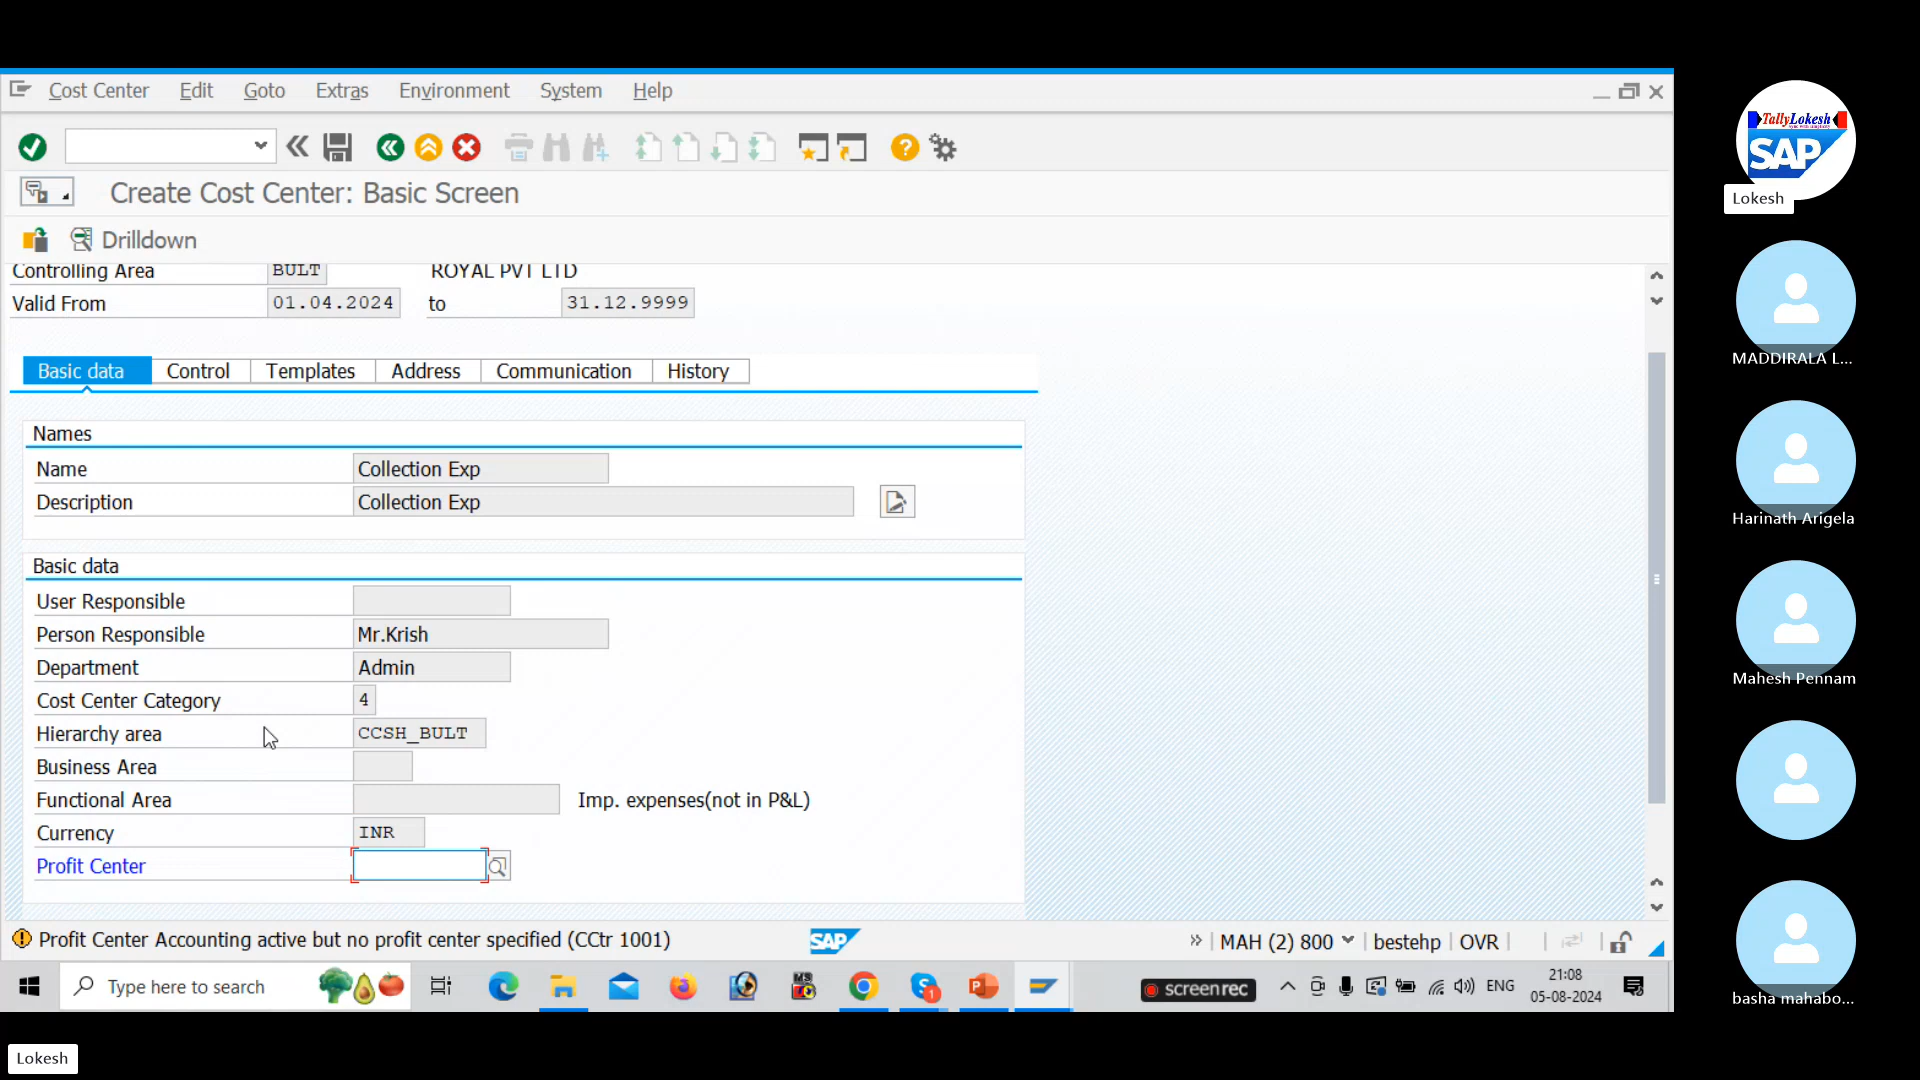 Cost Center Edit Goto Extras Environment System Help
Create Cost Center: Basic Screen
Drilldown
Controlling Area BULT ROYAL PVT LTD
Valid From 01.04.2024 to 31.12.9999
Basic data Control Templates Address Communication History
Names
Name Collection Exp
Description Collection Exp
Basic data
User Responsible
Person Responsible Mr.Krish
Department Admin
Cost Center Category 4
Hierarchy area CCSH_BULT
Business Area
Functional Area Imp. expenses(not in P&L)
Currency INR
Profit Center
Profit Center Accounting active but no profit center specified (CCtr 1001) SAP MAH (2) 800 bestehp OVR
Type here to search screenrec ENG 21:08
05-08-2024
TallyLokesh
SAP
Lokesh
MADDIRALA L...
Harinath Arigela
Mahesh Pennam
basha mahabo...
Lokesh